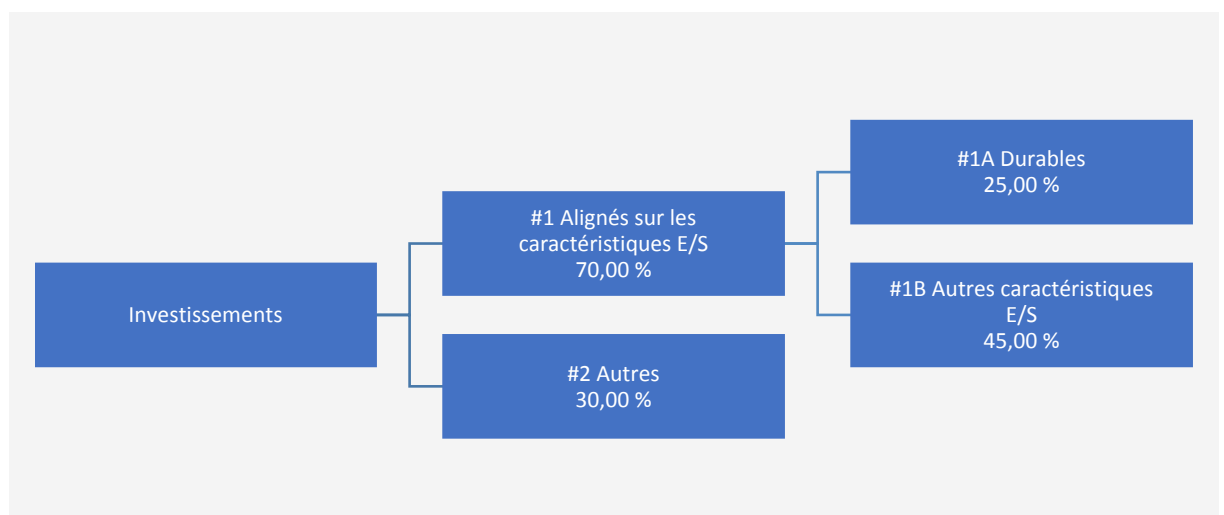 Investissements
#1 Alignés sur les
caractéristiques E/S
70,00 %
#2 Autres
30,00 %
#1A Durables
25,00 %
#1B Autres caractéristiques
E/S
45,00 %